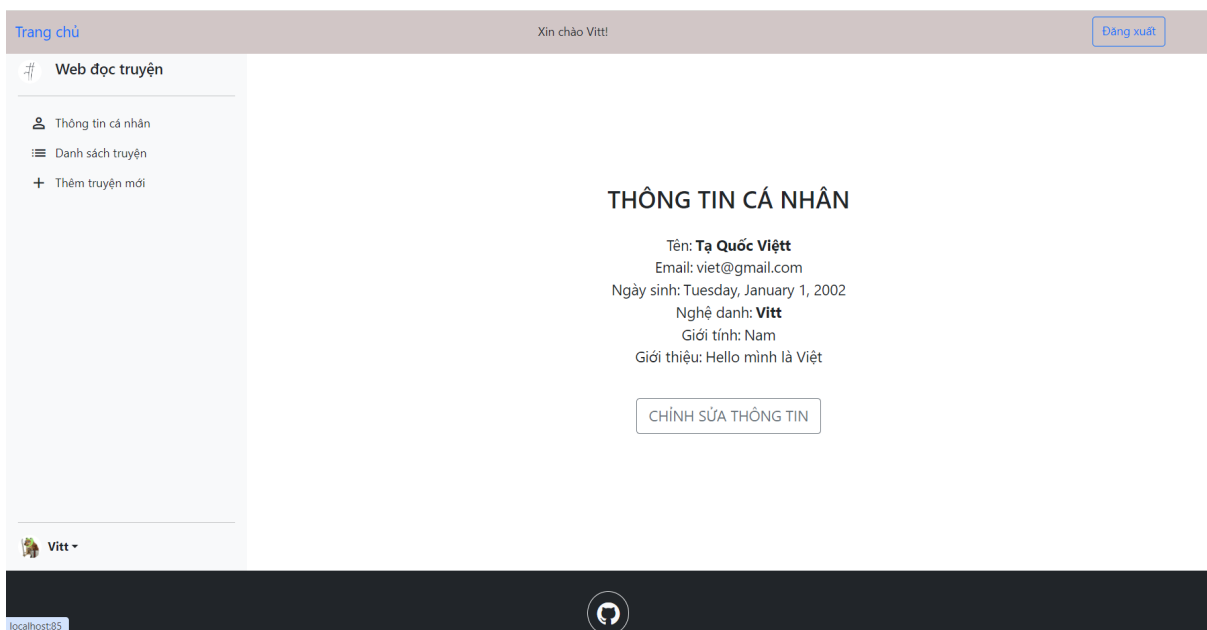 Trang chủ
Xin chào Vitt!
Đăng xuất
Web đọc truyện
Thông tin cá nhân
Danh sách truyện
Thêm truyện mới
THÔNG TIN CÁ NHÂN
Tên: Tạ Quốc Việtt
Email: viet@gmail.com
Ngày sinh: Tuesday, January 1, 2002
Nghệ danh: Vitt
Giới tính: Nam
Giới thiệu: Hello mình là Việt
CHỈNH SỬA THÔNG TIN
Vitt
localhost:85